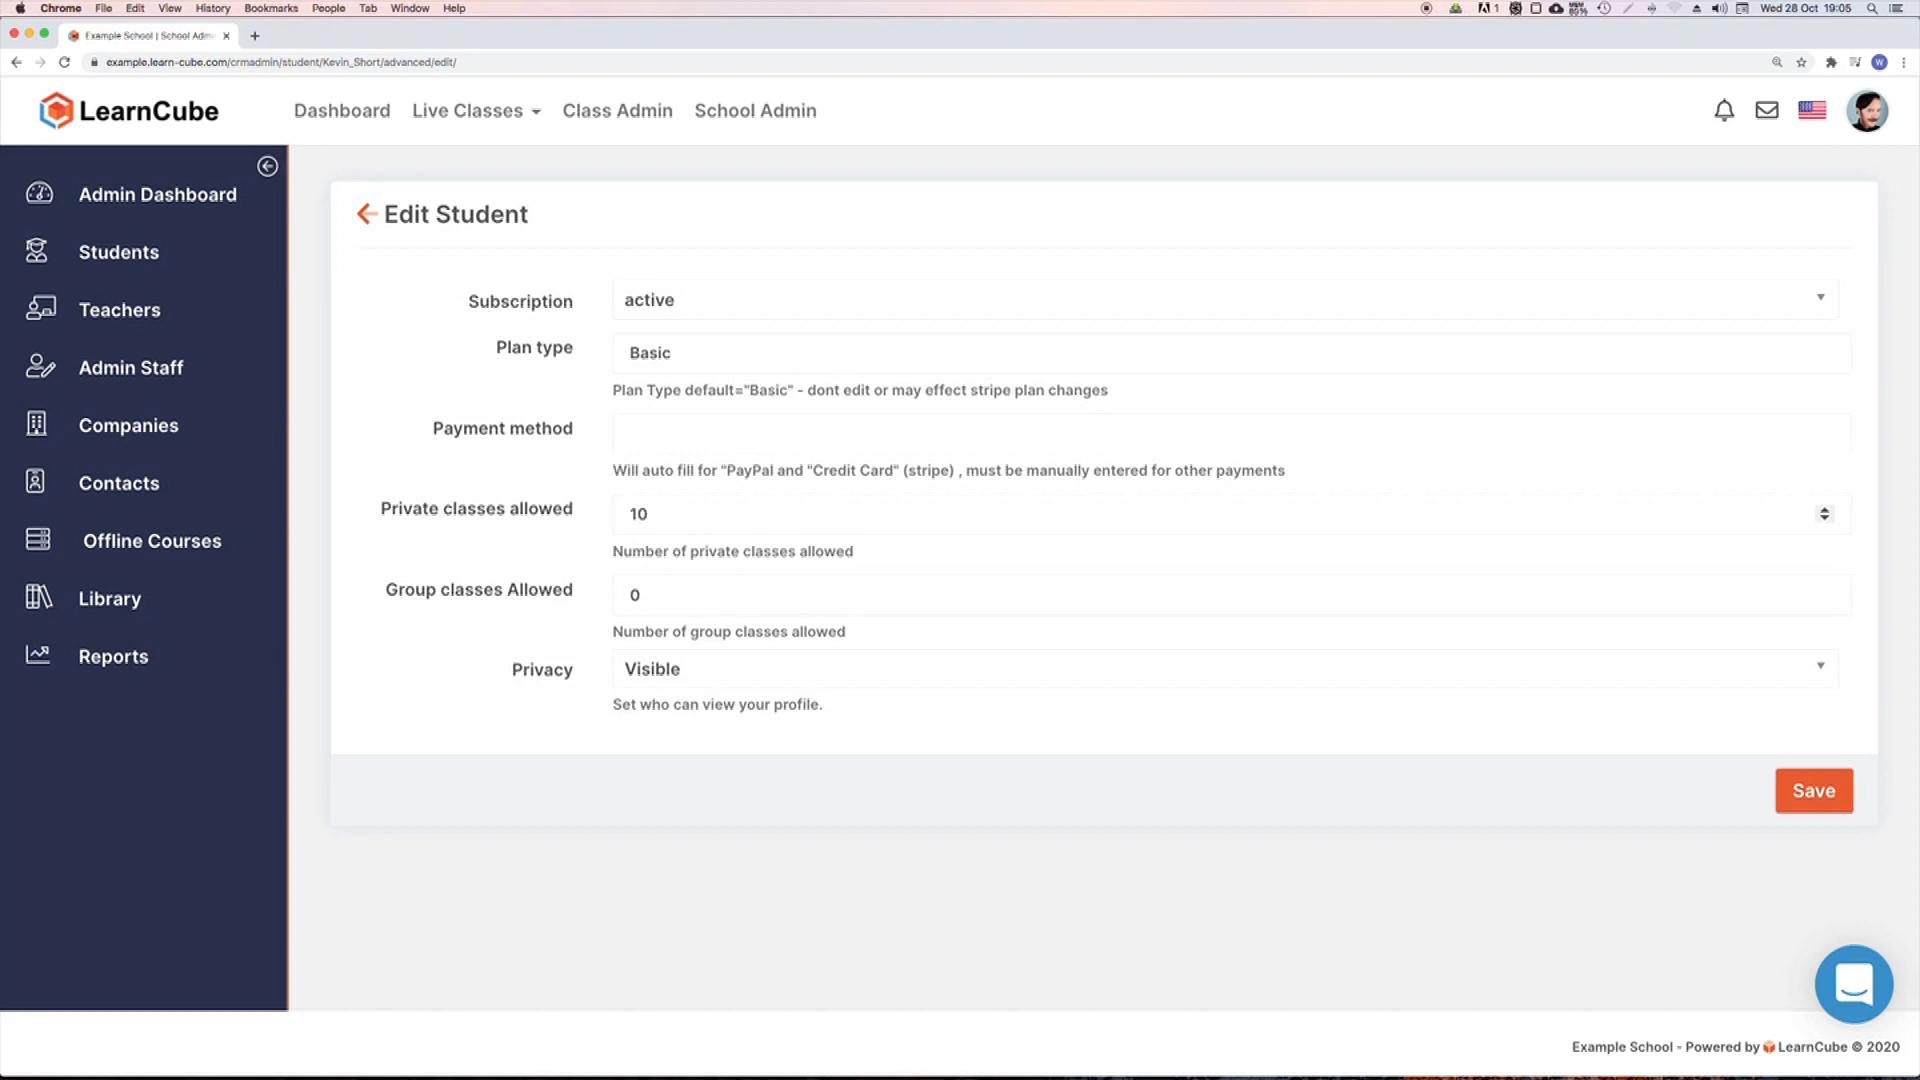 Chrome File Edit View History Bookmarks People Tab Window Help
1 85% Wed 28 Oct 19:05
Example School | School Adm
example.learn-cube.com/crmadmin/student/Kevin_Short/advanced/edit/
W
LearnCube Dashboard Live Classes Class Admin School Admin
Admin Dashboard
Students
Teachers
Admin Staff
Companies
Contacts
Offline Courses
Library
Reports
Edit Student
Subscription active
Plan type Basic
Plan Type default="Basic" - dont edit or may effect stripe plan changes
Payment method
Will auto fill for "PayPal and "Credit Card" (stripe) , must be manually entered for other payments
Private classes allowed 10
Number of private classes allowed
Group classes Allowed 0
Number of group classes allowed
Privacy Visible
Set who can view your profile.
Save
Example School - Powered by LearnCube © 2020